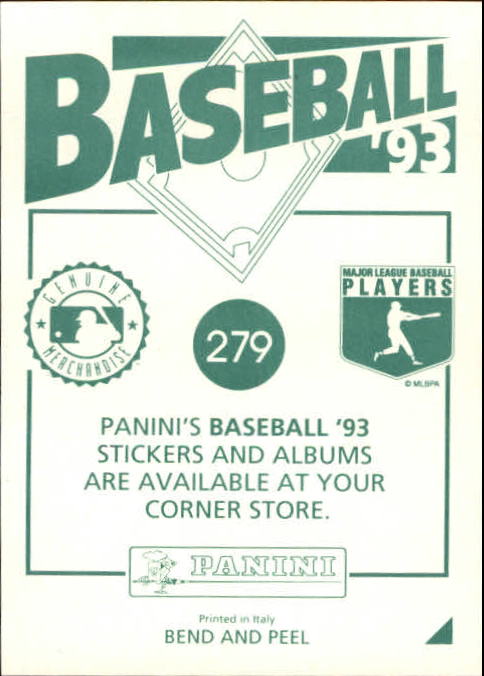 BASEBALL
'93
GENUINE
MERCHANDISE
279
MAJOR LEAGUE BASEBALL
PLAYERS
© MLBPA
PANINI'S BASEBALL '93
STICKERS AND ALBUMS
ARE AVAILABLE AT YOUR
CORNER STORE.
PANINI
Printed in Italy
BEND AND PEEL